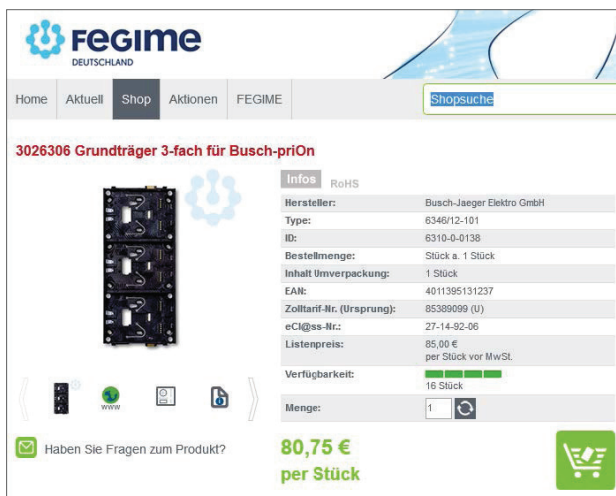 FEGIME
DEUTSCHLAND
Home Aktuell Shop Aktionen FEGIME
Shopsuche
3026306 Grundträger 3-fach für Busch-priOn
Infos RoHS
Hersteller: Busch-Jaeger Elektro GmbH
Type: 6346/12-101
ID: 6310-0-0138
Bestellmenge: Stück a. 1 Stück
Inhalt Umverpackung: 1 Stück
EAN: 4011395131237
Zolltarif-Nr. (Ursprung): 85389099 (U)
eCl@ss-Nr.: 27-14-92-06
Listenpreis: 85,00 €
per Stück vor MwSt.
Verfügbarkeit:
16 Stück
Menge: 1
www
Haben Sie Fragen zum Produkt?
80,75 €
per Stück